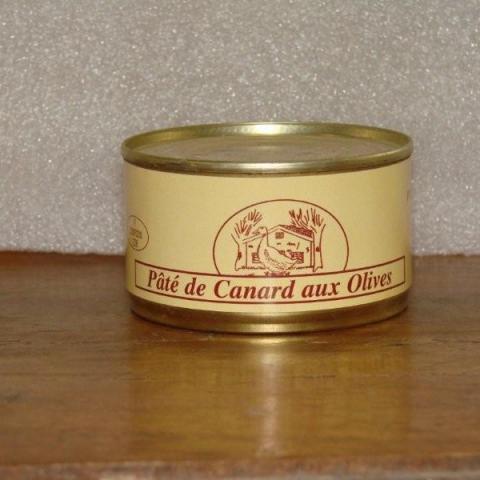 Pâté de Canard aux Olives